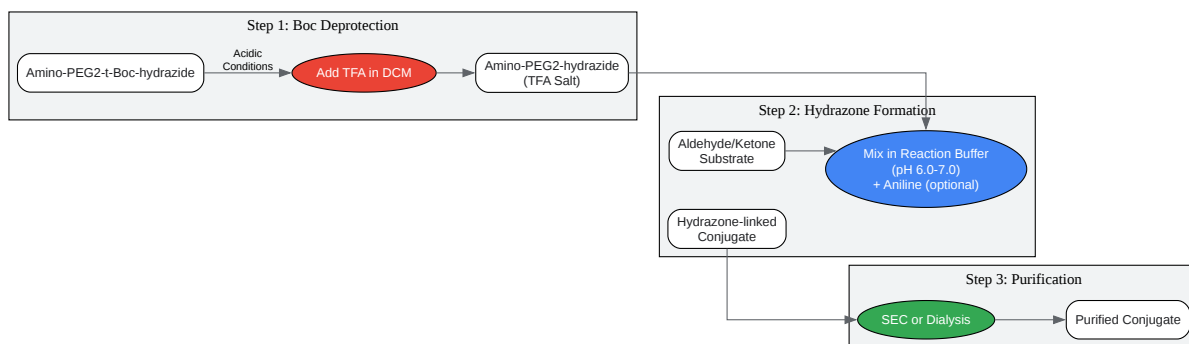 Step 1: Boc Deprotection
Amino-PEG2-t-Boc-hydrazide
Acidic
Conditions
Add TFA in DCM
Amino-PEG2-hydrazide
(TFA Salt)
Step 2: Hydrazone Formation
Aldehyde/Ketone
Substrate
Mix in Reaction Buffer
(pH 6.0-7.0)
+ Aniline (optional)
Hydrazone-linked
Conjugate
Step 3: Purification
SEC or Dialysis
Purified Conjugate